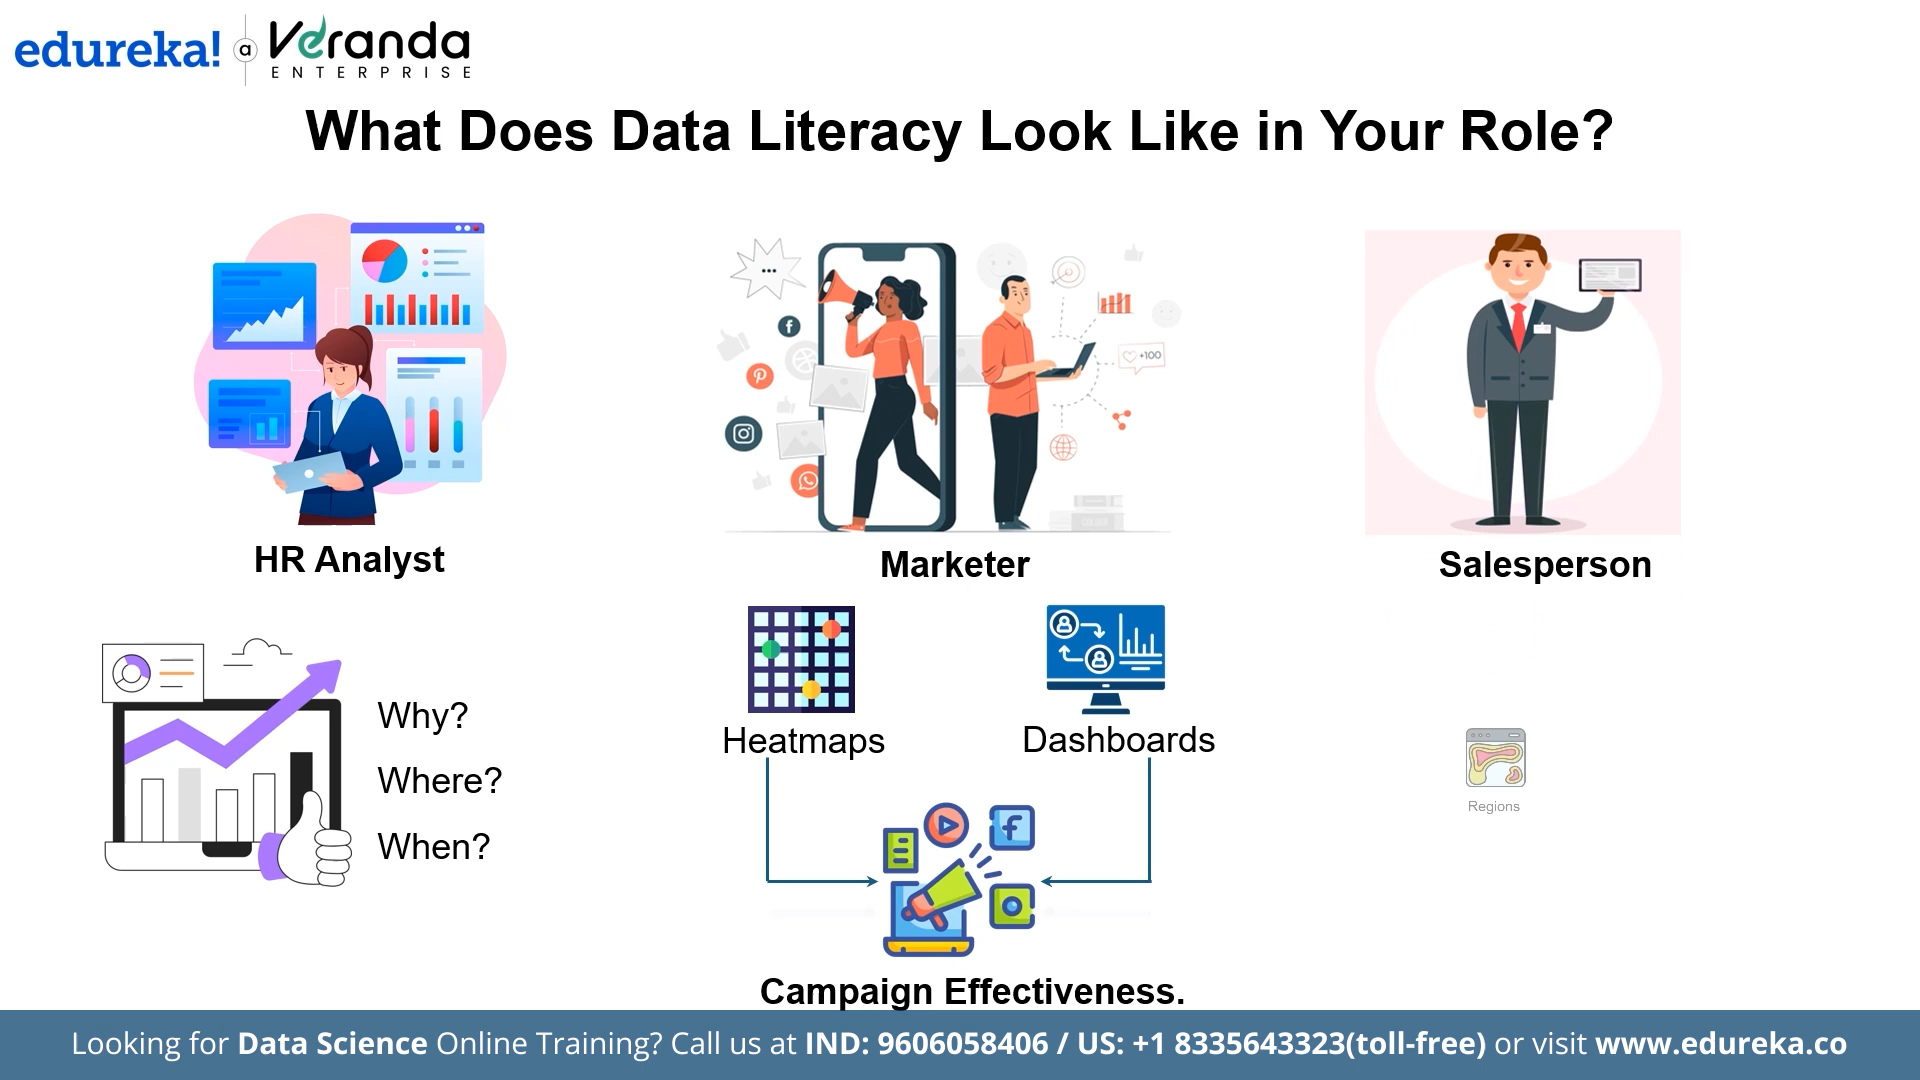 edureka! a Veranda
ENTERPRISE
What Does Data Literacy Look Like in Your Role?
+100
HR Analyst
Marketer
Salesperson
Why?
Where?
When?
Heatmaps
Dashboards
Regions
Campaign Effectiveness.
Looking for Data Science Online Training? Call us at IND: 9606058406 / US: +1 8335643323(toll-free) or visit www.edureka.co